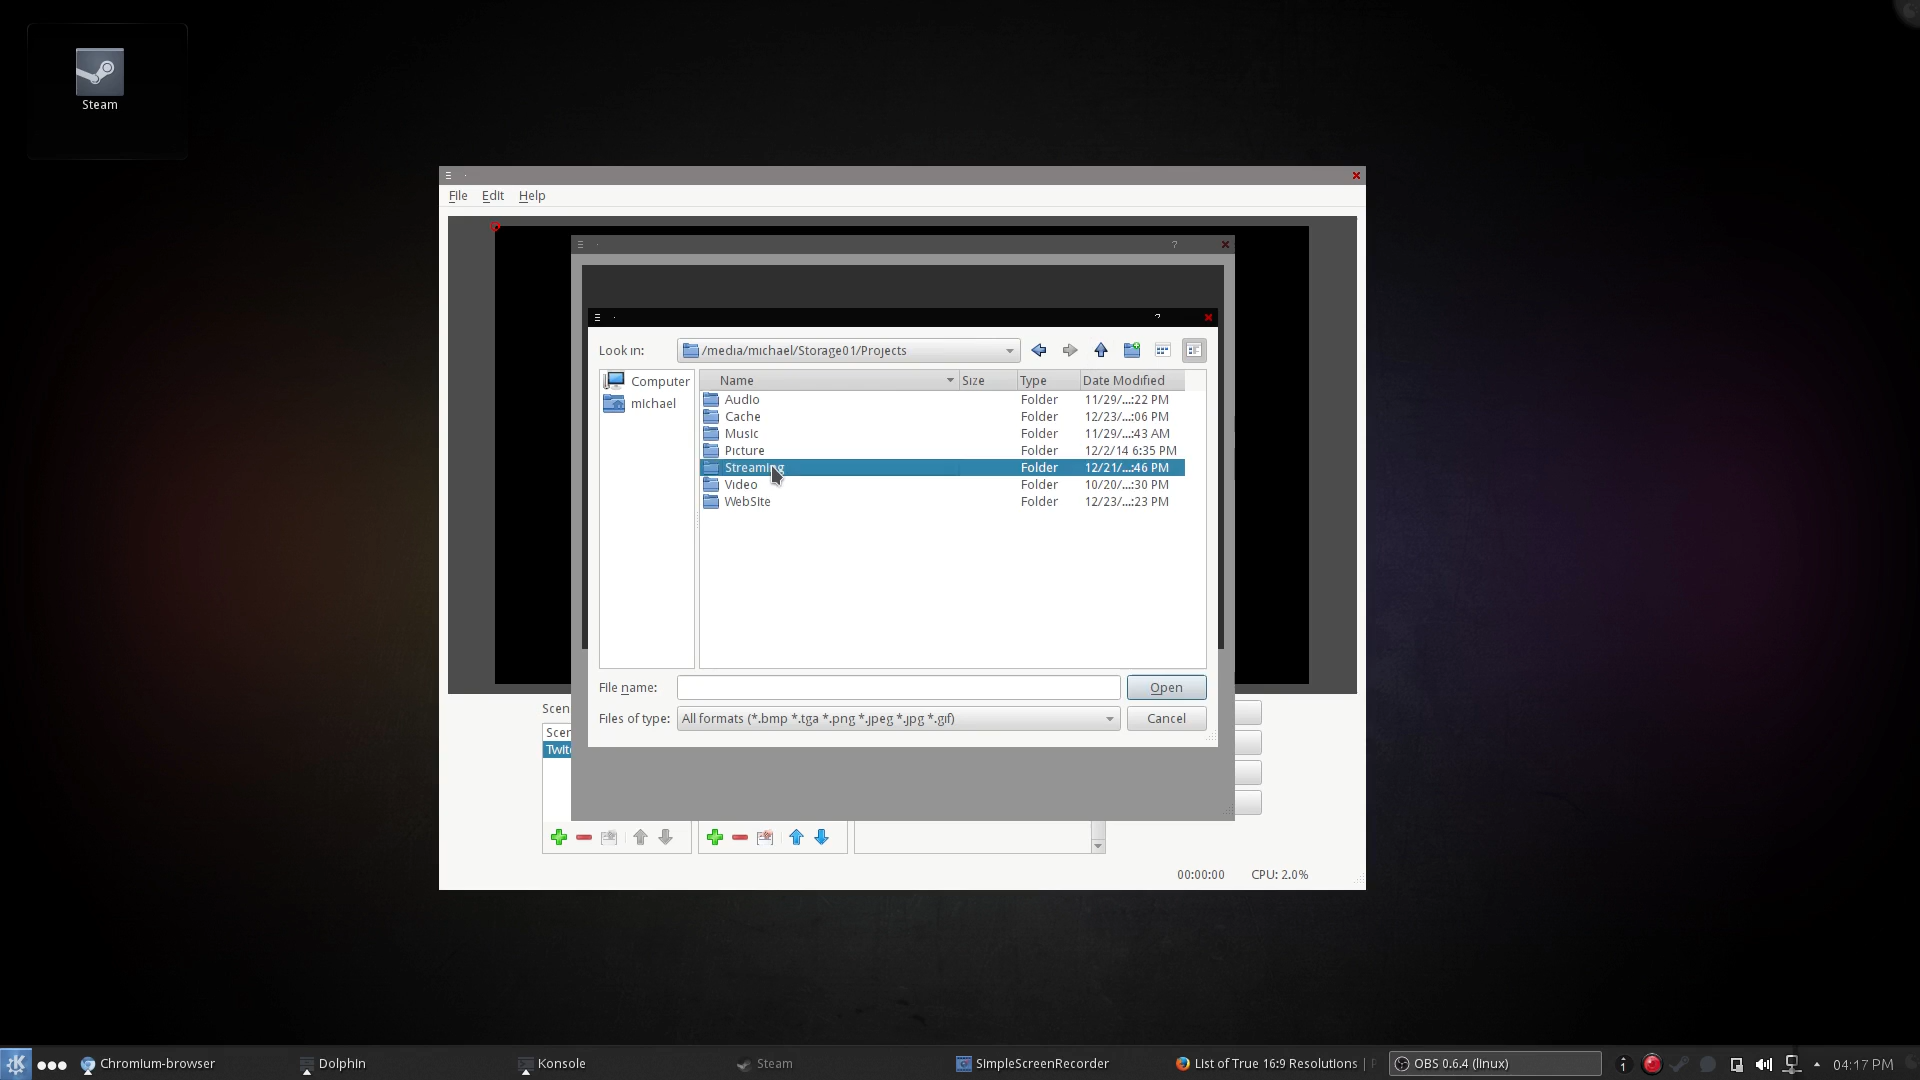 Steam
File Edit Help
Look in: /media/michael/Storage01/Projects
Computer
michael
Name Size Type Date Modified
Audio Folder 11/29/...:22 PM
Cache Folder 12/23/...:06 PM
Music Folder 11/29/...:43 AM
Picture Folder 12/2/14 6:35 PM
Streaming Folder 12/21/...:46 PM
Video Folder 10/20/...:30 PM
WebSite Folder 12/23/...:23 PM
File name: Open
Files of type: All formats (*.bmp *.tga *.png *.jpeg *.jpg *.gif) Cancel
Scen
Scen
Twitc
00:00:00 CPU: 2.0%
Chromium-browser Dolphin Konsole Steam SimpleScreenRecorder List of True 16:9 Resolutions | OBS 0.6.4 (linux) 04:17 PM